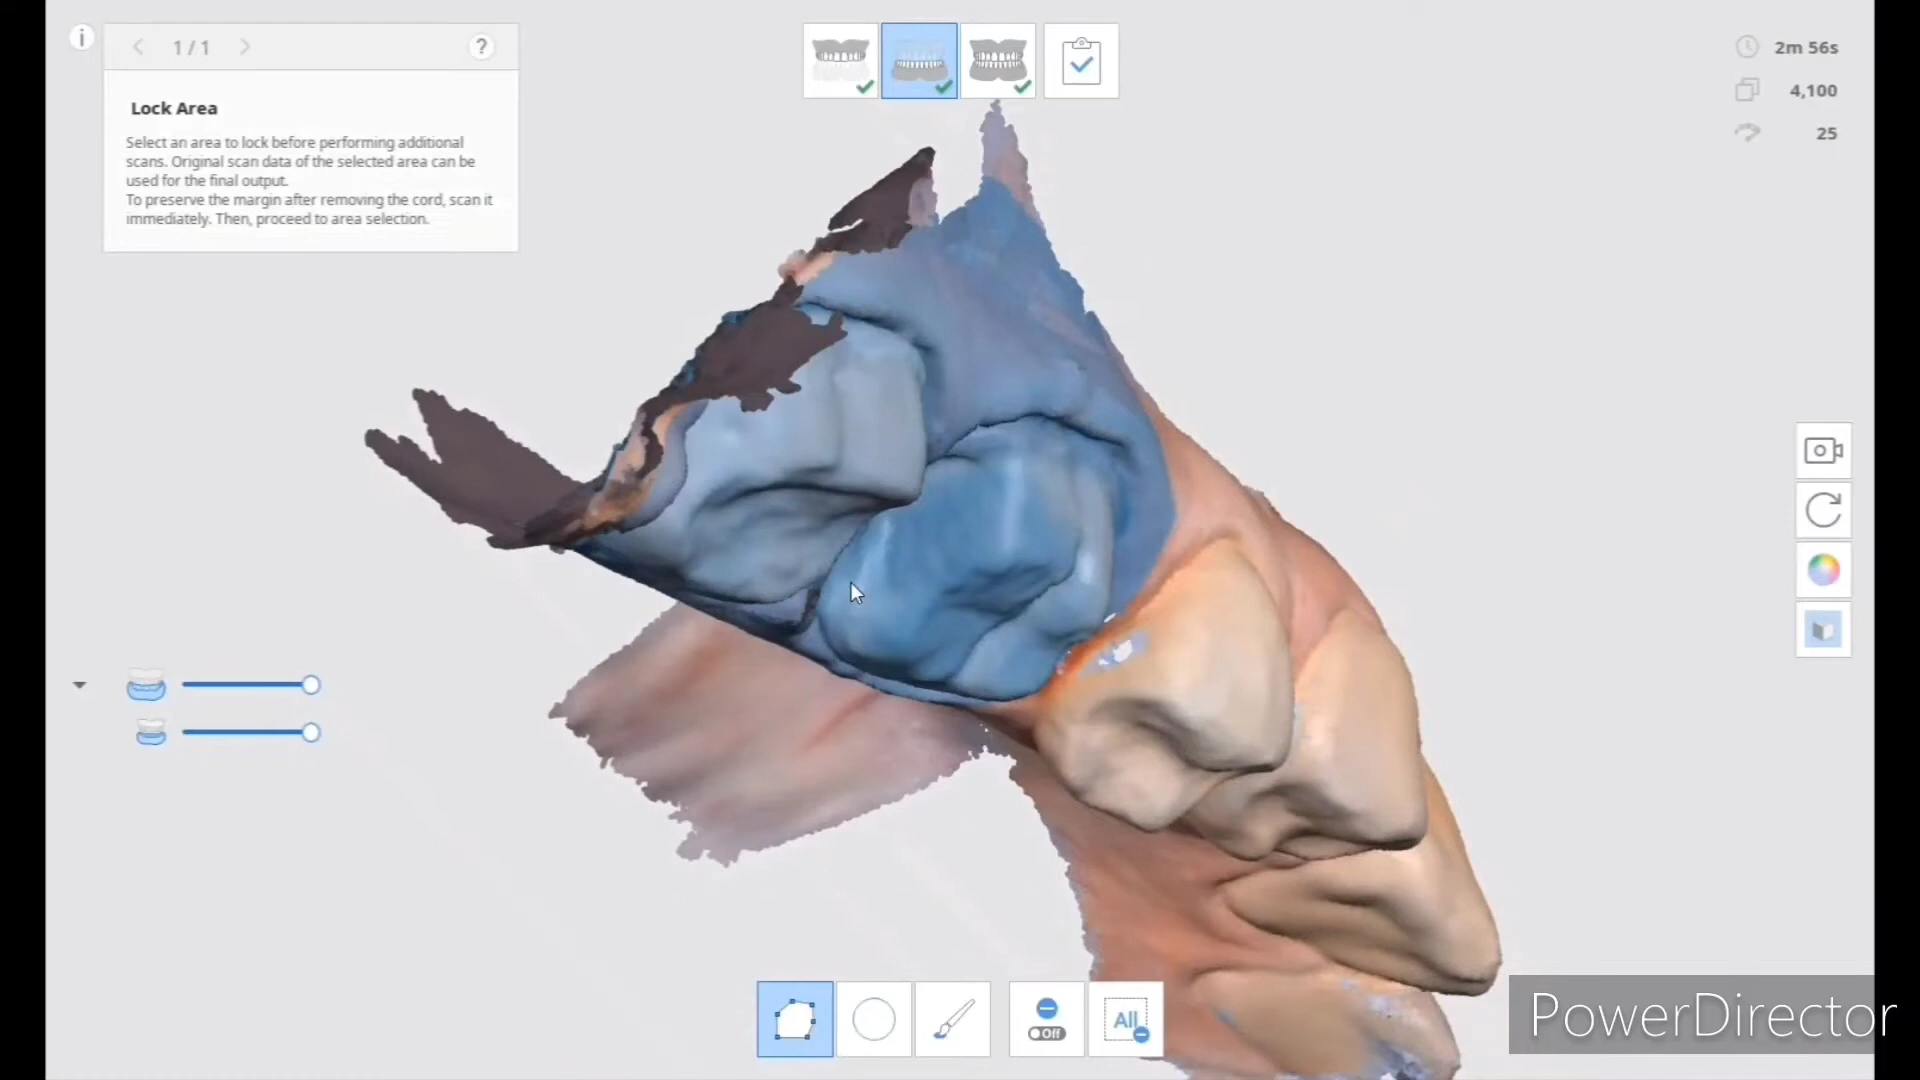 1 / 1
?
2m 56s
4,100
25
Lock Area
Select an area to lock before performing additional
scans. Original scan data of the selected area can be
used for the final output.
To preserve the margin after removing the cord, scan it
immediately. Then, proceed to area selection.
Off
All
PowerDirector